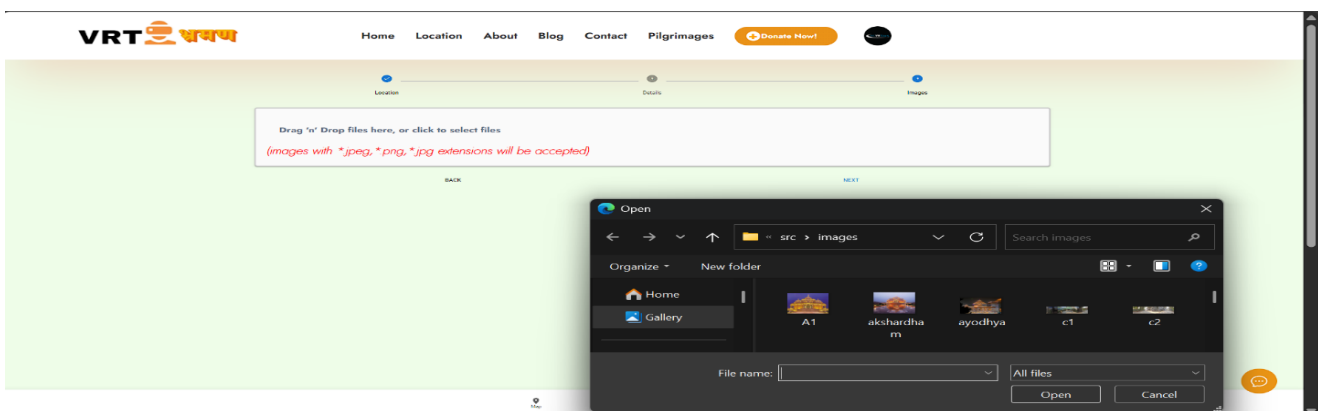 VRT भ्रमण
Home Location About Blog Contact Pilgrimages Donate Now!
Location Details Images
Drag 'n' Drop files here, or click to select files
(images with *.jpeg, *.png, *.jpg extensions will be accepted)
BACK NEXT
Open
« src > images Search Images
Organize New folder
Home
Gallery
A1 akshardha ayodhya c1 c2
m
File name: All files
Open Cancel
Map